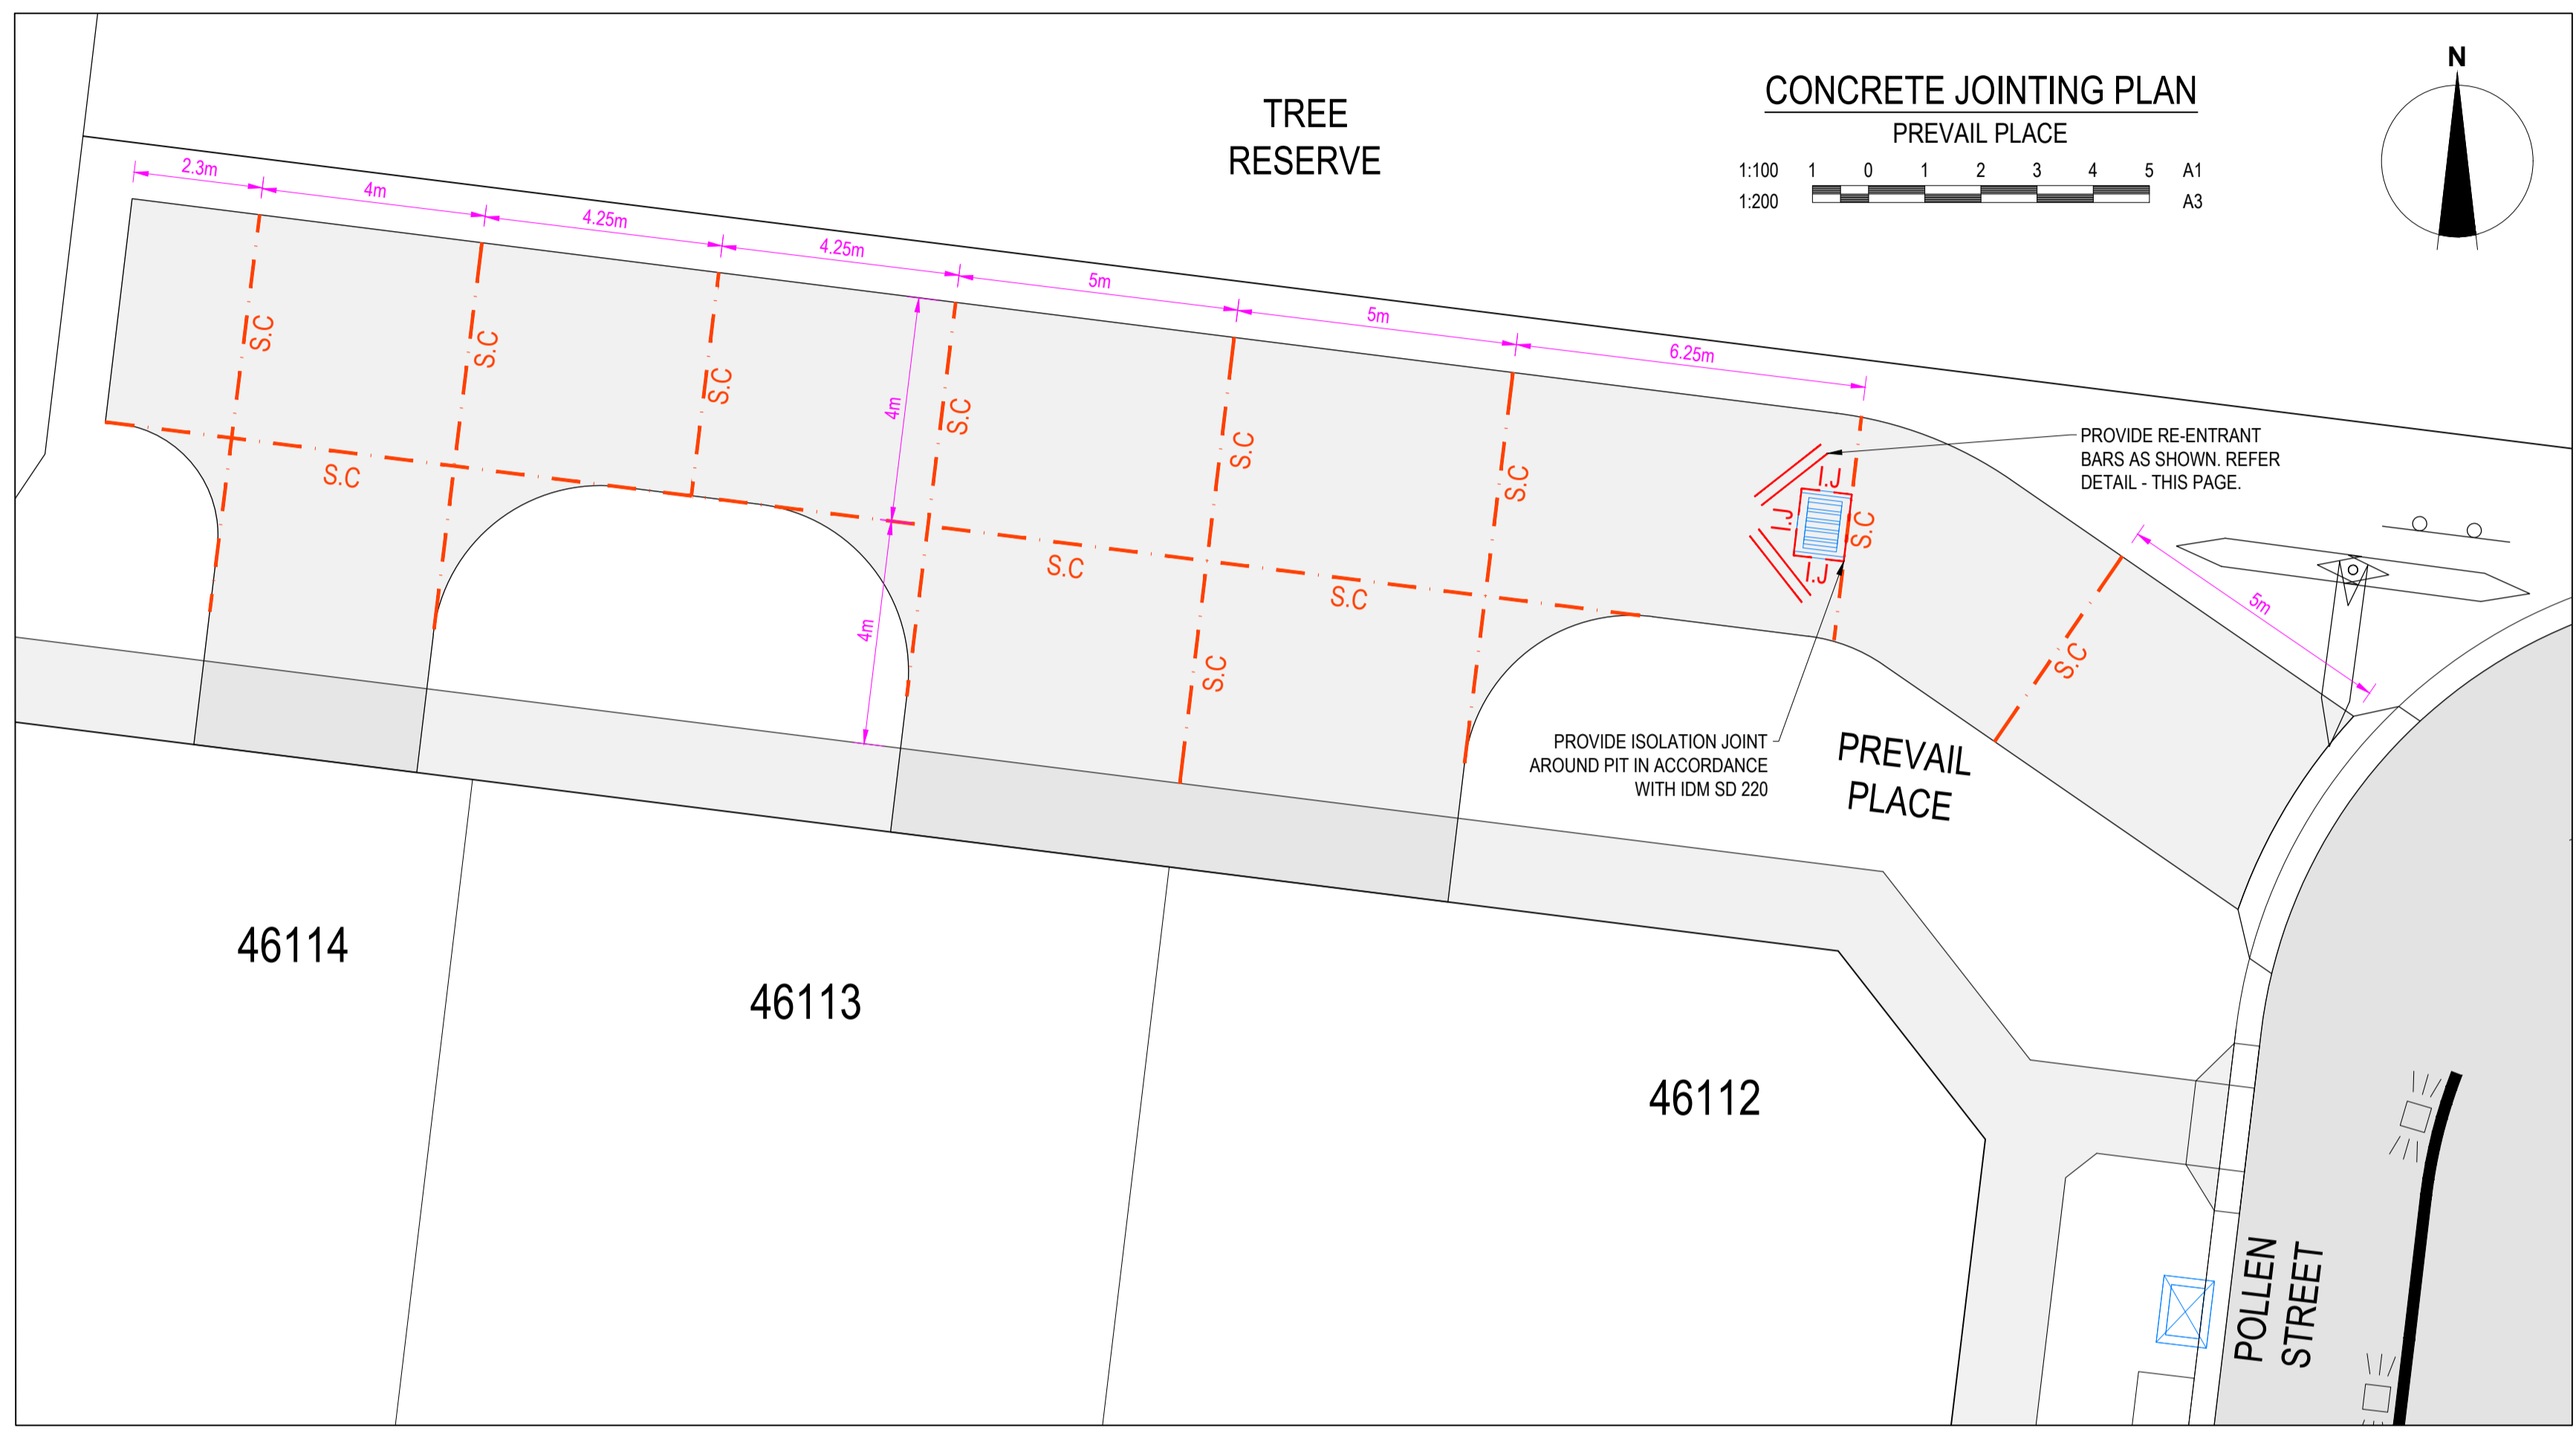 TREE
RESERVE
CONCRETE JOINTING PLAN
PREVAIL PLACE
1:100 1 0 1 2 3 4 5 A1
1:200 A3
N
2.3m
4m
4.25m
4.25m
5m
5m
6.25m
S.C
S.C
S.C
S.C
S.C
S.C
4m
4m
S.C
S.C
S.C
S.C
I.J
I.J
I.J
S.C
PROVIDE RE-ENTRANT
BARS AS SHOWN. REFER
DETAIL - THIS PAGE.
5m
S.C
PROVIDE ISOLATION JOINT
AROUND PIT IN ACCORDANCE
WITH IDM SD 220
PREVAIL
PLACE
46114
46113
46112
POLLEN
STREET